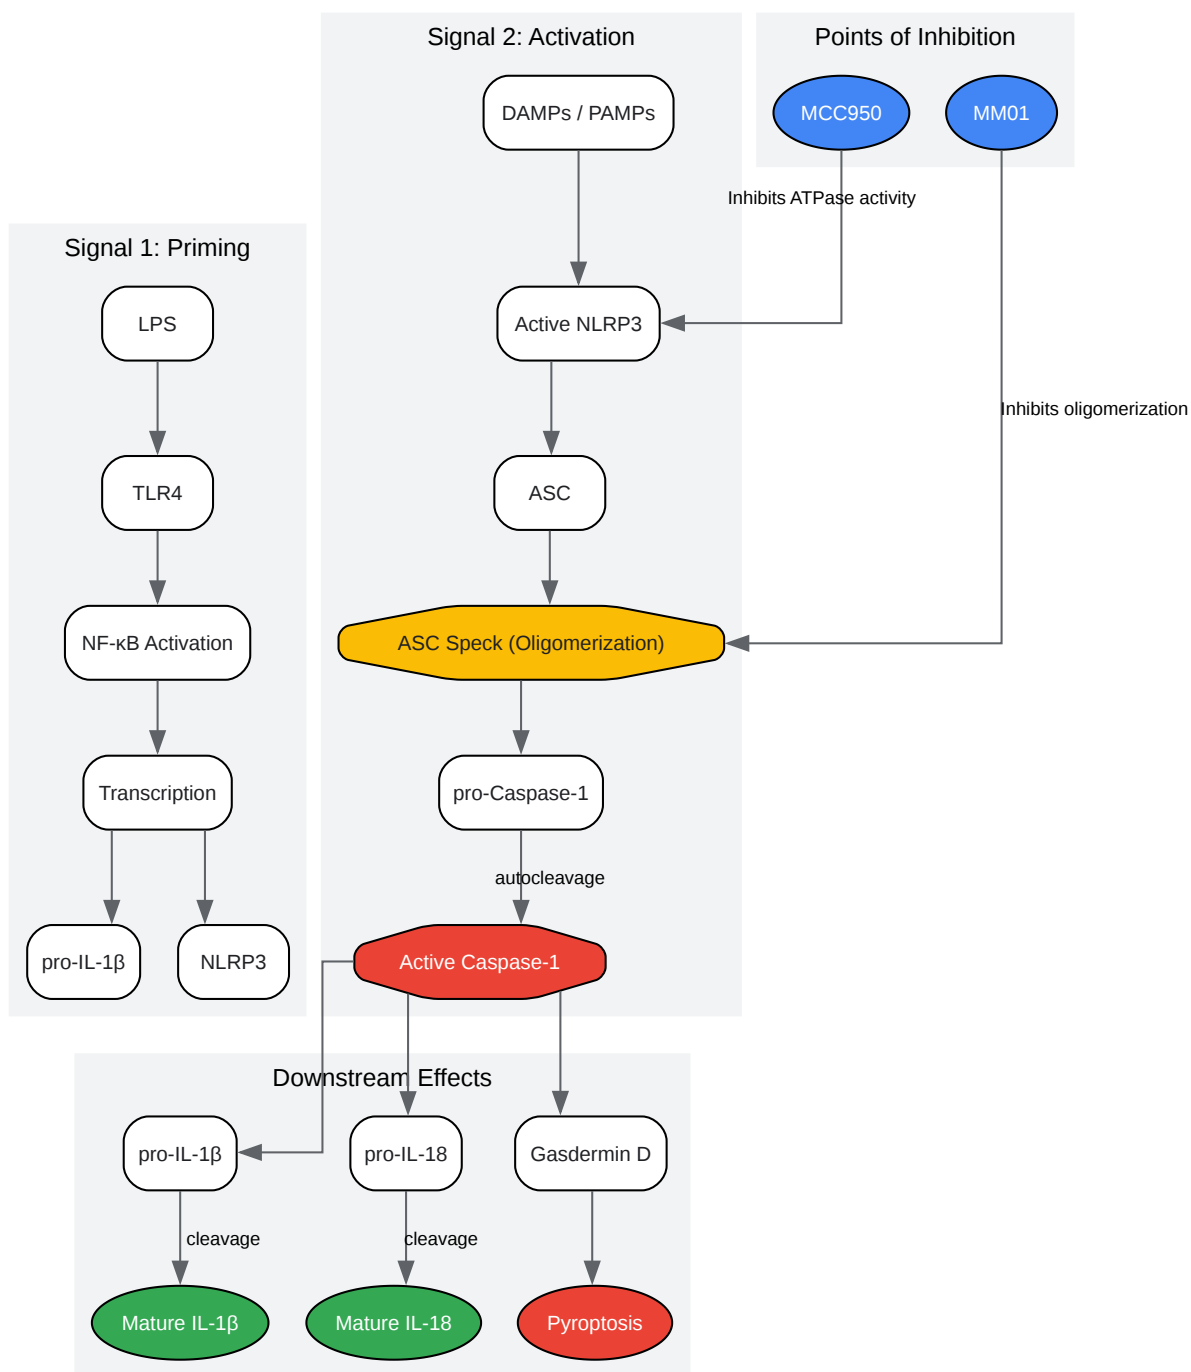 Signal 2: Activation
Points of Inhibition
DAMPs / PAMPs
MCC950
MM01
Inhibits ATPase activity
Signal 1: Priming
LPS
Active NLRP3
Inhibits oligomerization
TLR4
ASC
NF-κB Activation
ASC Speck (Oligomerization)
Transcription
pro-Caspase-1
autocleavage
pro-IL-1β
NLRP3
Active Caspase-1
Downstream Effects
pro-IL-1β
pro-IL-18
Gasdermin D
cleavage
cleavage
Mature IL-1β
Mature IL-18
Pyroptosis